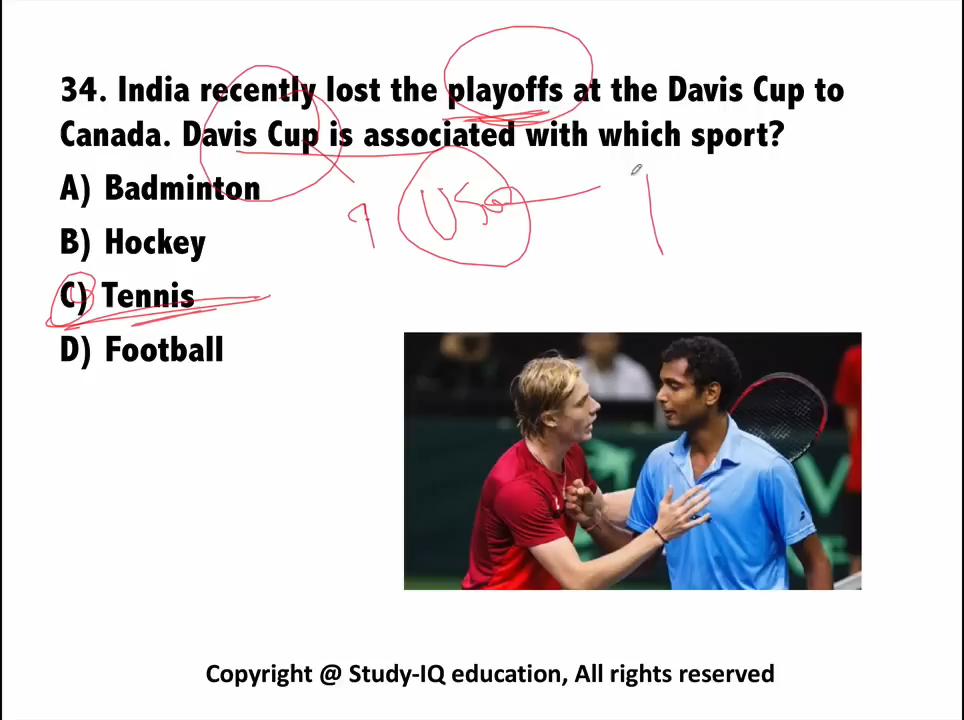 34. India recently lost the playoffs at the Davis Cup to
Canada. Davis Cup is associated with which sport?
A) Badminton
B) Hockey
C) Tennis
D) Football
Copyright @ Study-IQ education, All rights reserved